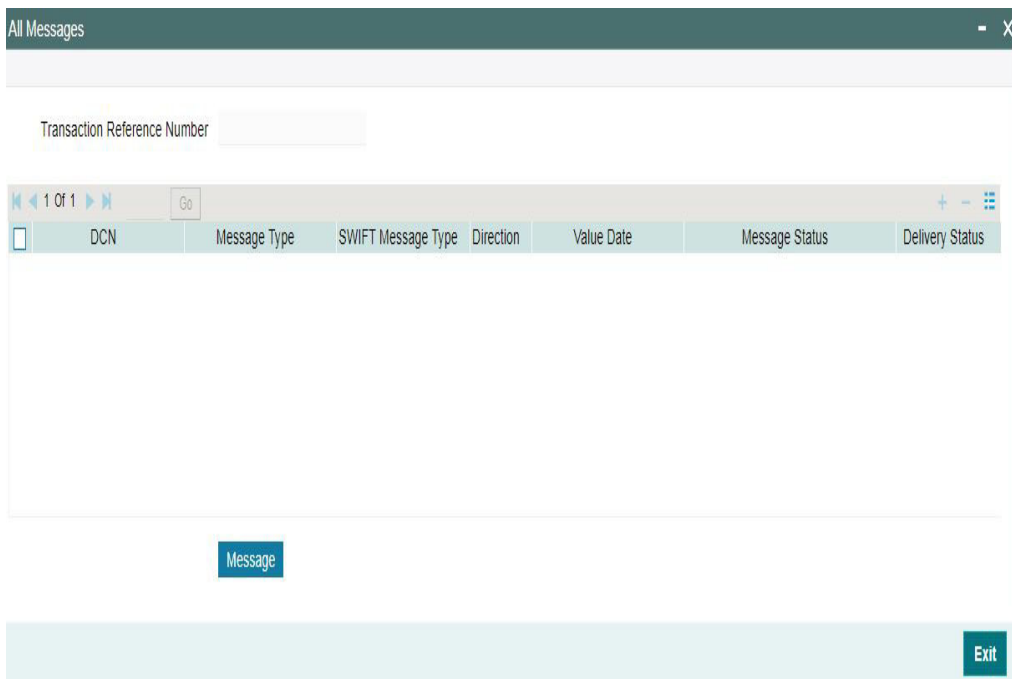 All Messages
Transaction Reference Number
1 Of 1 Go
DCN Message Type SWIFT Message Type Direction Value Date Message Status Delivery Status
Message
Exit